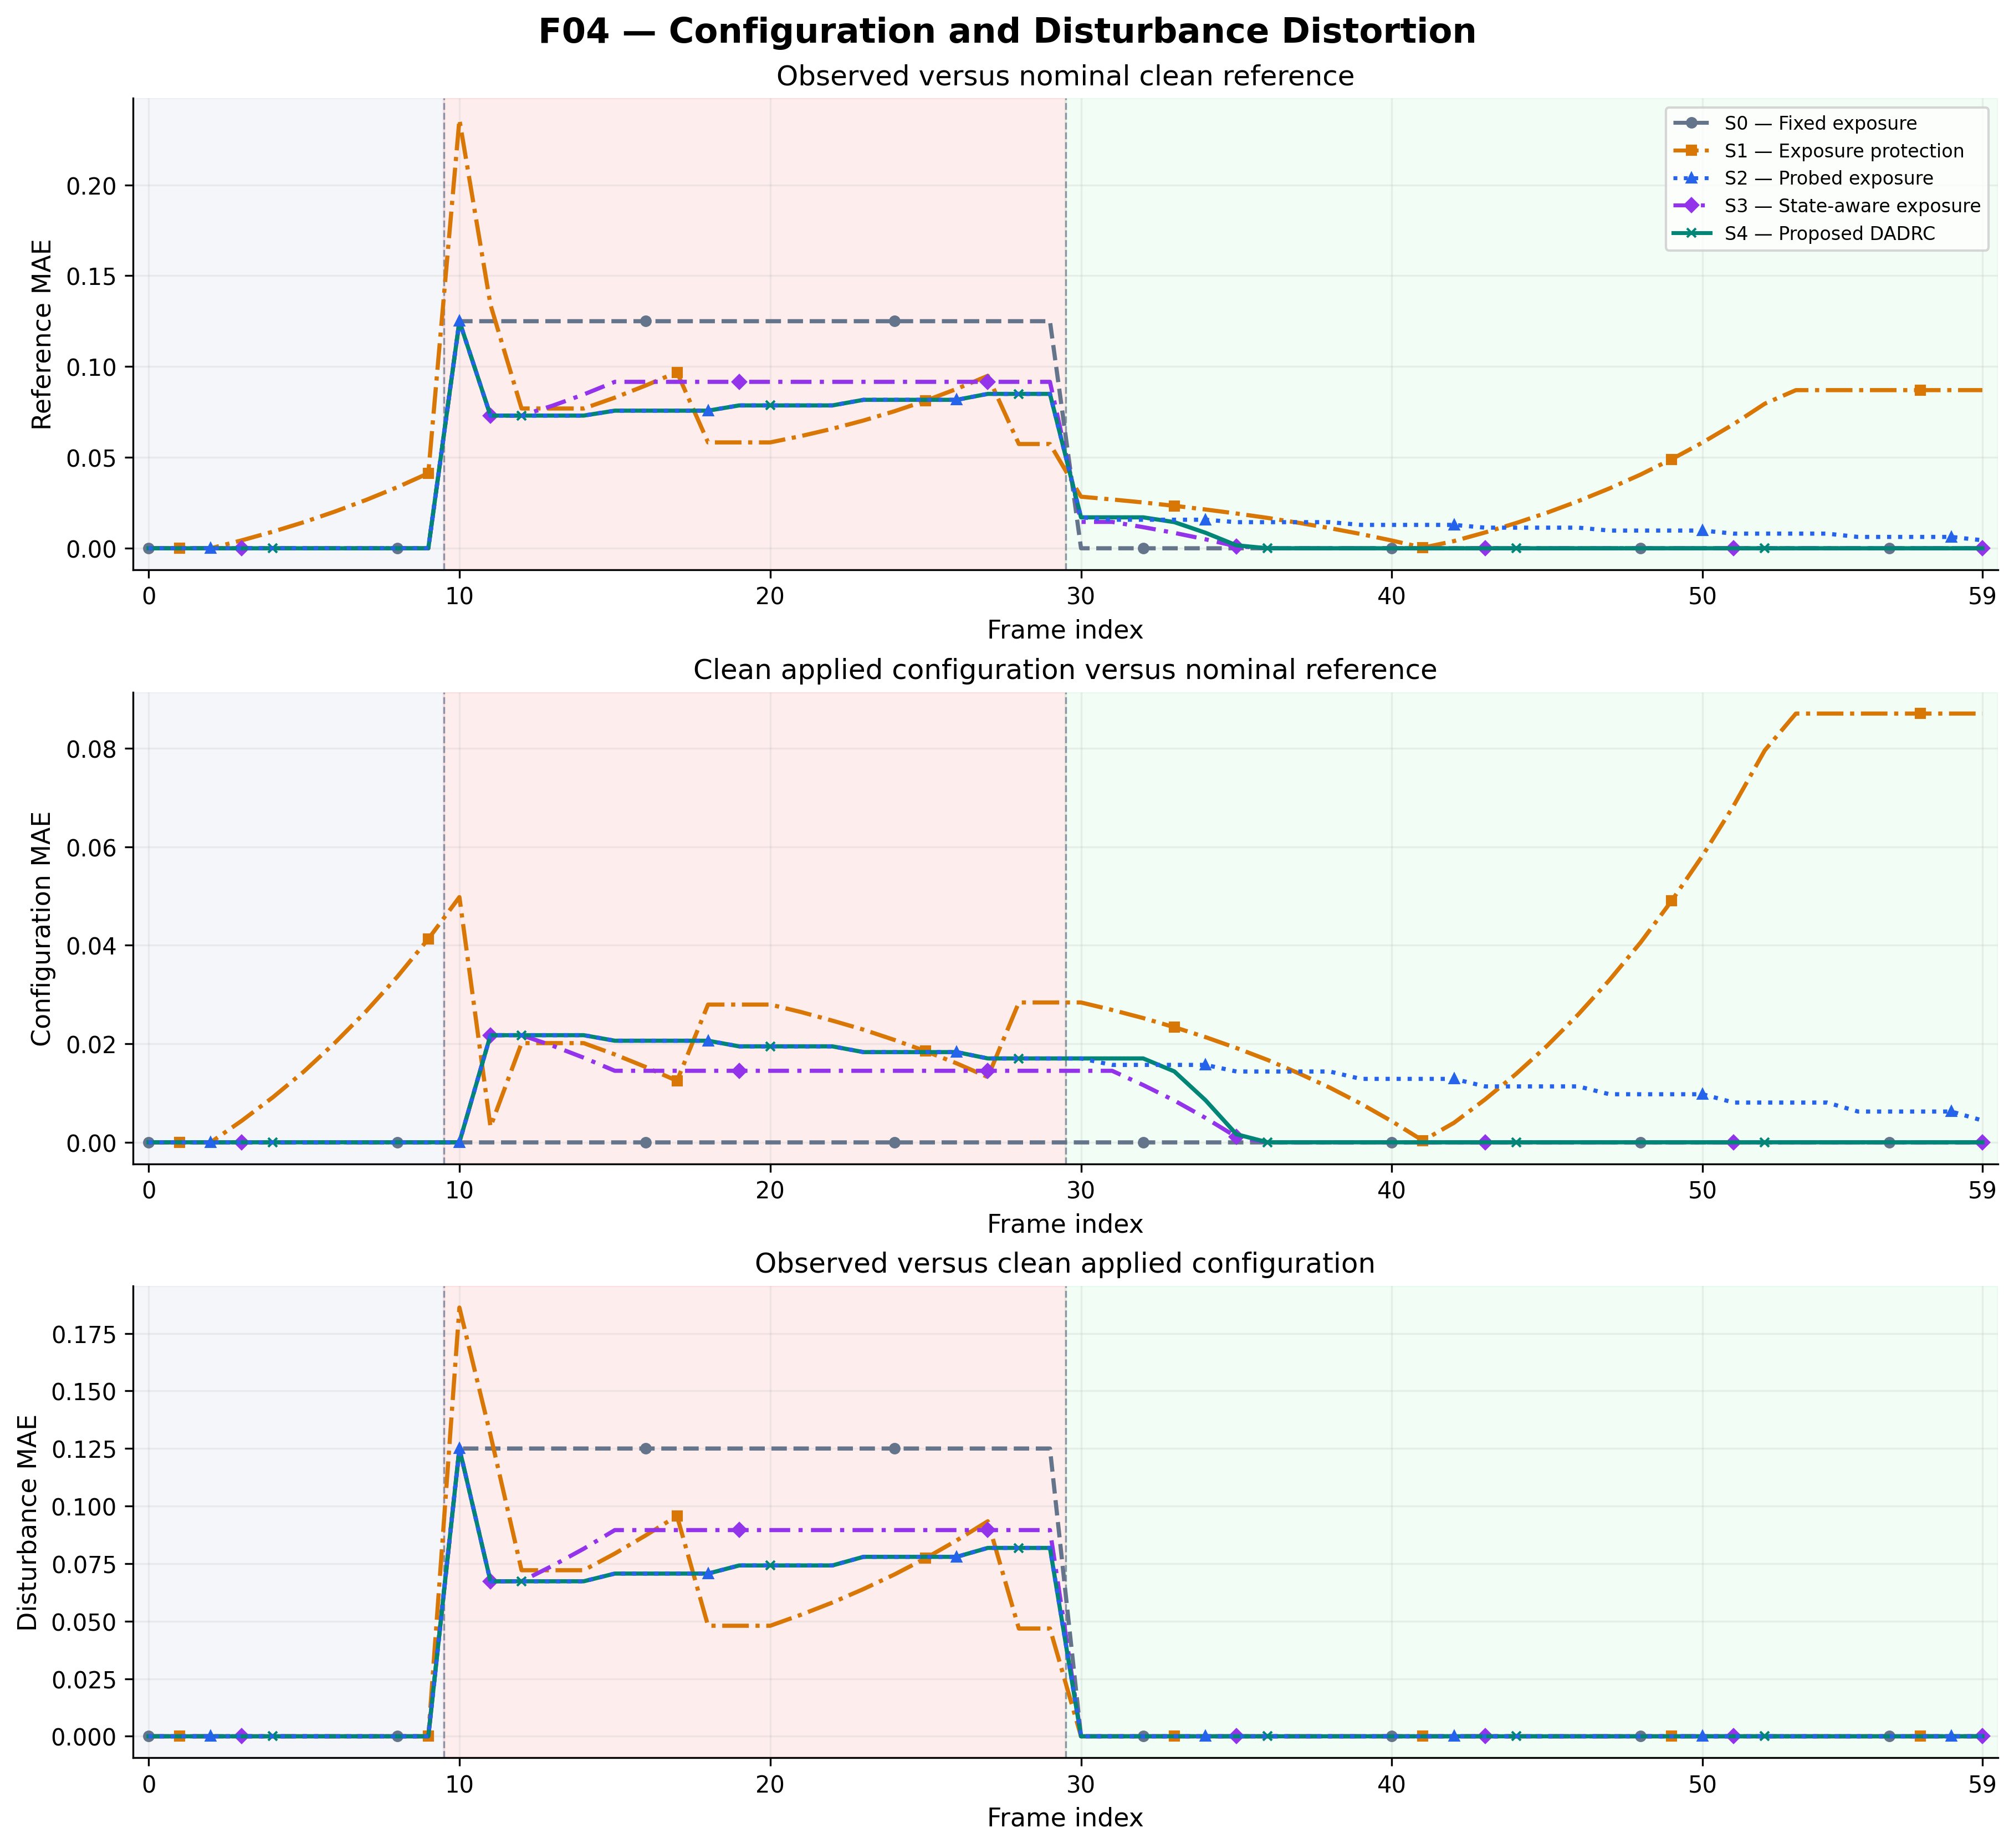 F04 — Configuration and Disturbance Distortion
Observed versus nominal clean reference
Reference MAE
0.20
0.15
0.10
0.05
0.00
S0 — Fixed exposure
S1 — Exposure protection
S2 — Probed exposure
S3 — State-aware exposure
S4 — Proposed DADRC
0 10 20 30 40 50 59
Frame index
Clean applied configuration versus nominal reference
Configuration MAE
0.08
0.06
0.04
0.02
0.00
0 10 20 30 40 50 59
Frame index
Observed versus clean applied configuration
Disturbance MAE
0.175
0.150
0.125
0.100
0.075
0.050
0.025
0.000
0 10 20 30 40 50 59
Frame index